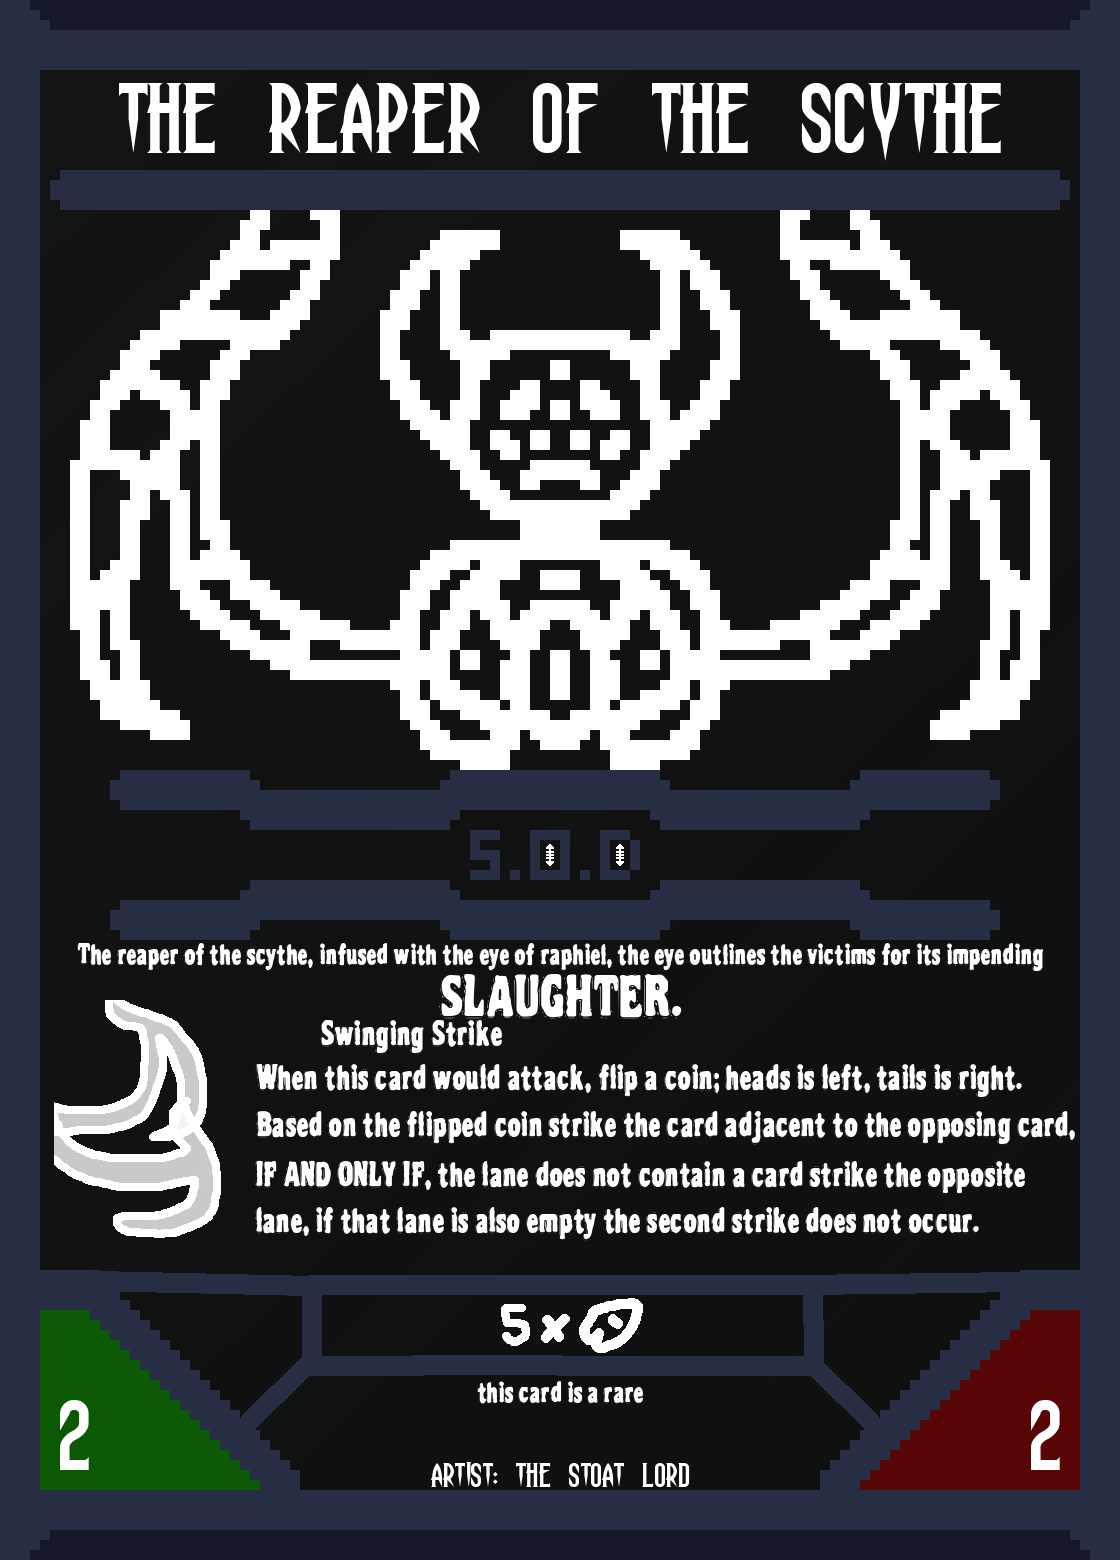 THE REAPER OF THE SCYTHE
S.O.D
The reaper of the scythe, infused with the eye of raphiel, the eye outlines the victims for its impending
SLAUGHTER.
Swinging Strike
When this card would attack, flip a coin; heads is left, tails is right.
Based on the flipped coin strike the card adjacent to the opposing card,
IF AND ONLY IF, the lane does not contain a card strike the opposite
lane, if that lane is also empty the second strike does not occur.
5 x
this card is a rare
2
2
ARTIST: THE STOAT LORD